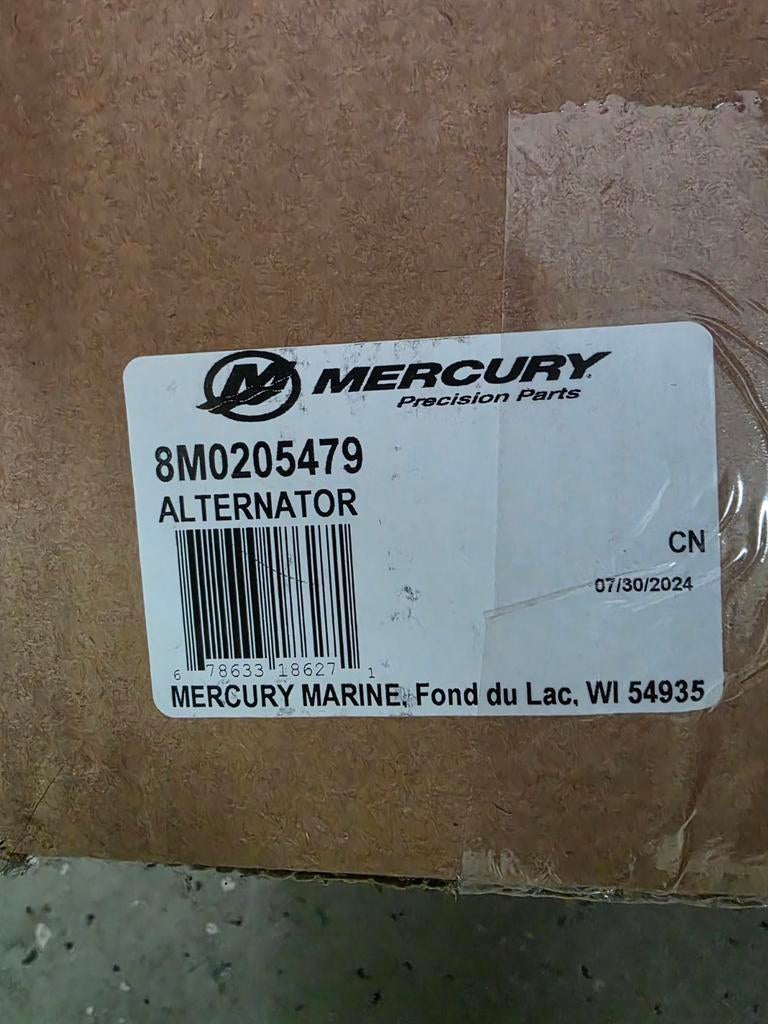 M MERCURY
Precision Parts
8M0205479
ALTERNATOR
CN
07/30/2024
6 78633 18627 1
MERCURY MARINE, Fond du Lac, WI 54935